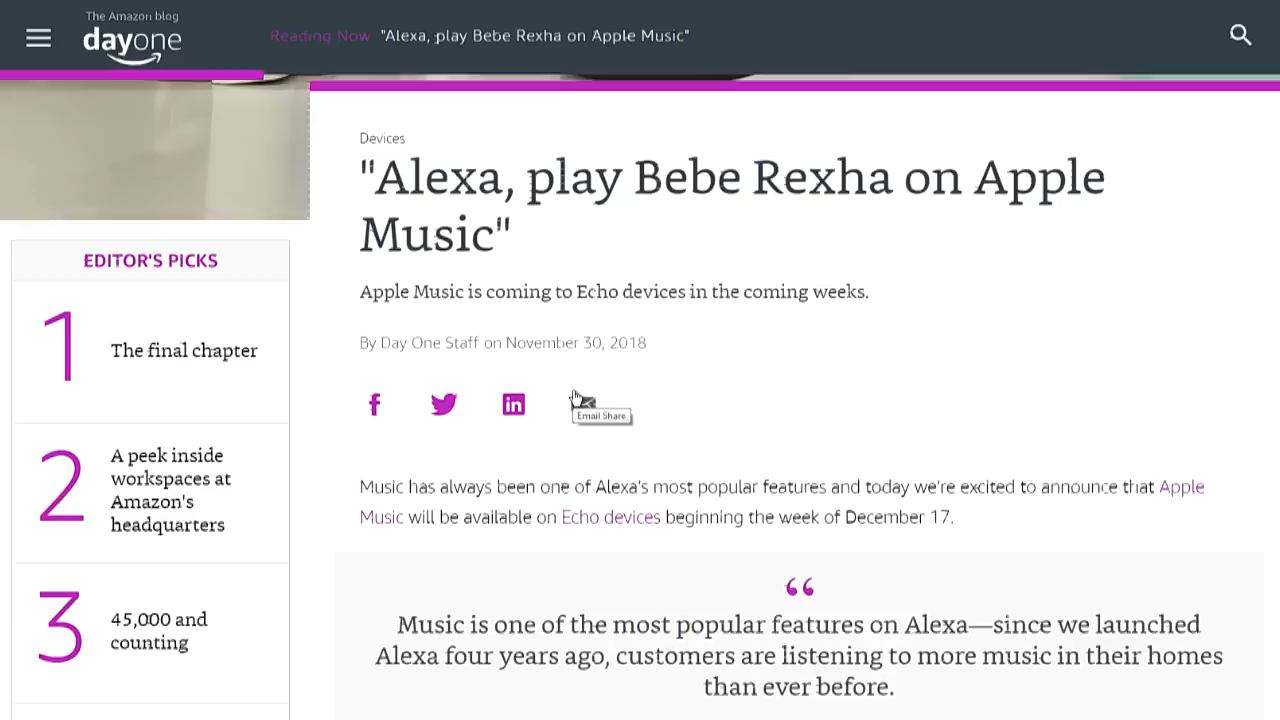 The Amazon blog
dayone
Reading Now "Alexa, play Bebe Rexha on Apple Music"
Devices
"Alexa, play Bebe Rexha on Apple
Music"
Apple Music is coming to Echo devices in the coming weeks.
By Day One Staff on November 30, 2018
Email Share
Music has always been one of Alexa's most popular features and today we're excited to announce that Apple
Music will be available on Echo devices beginning the week of December 17.
“
Music is one of the most popular features on Alexa—since we launched
Alexa four years ago, customers are listening to more music in their homes
than ever before.
EDITOR'S PICKS
1
The final chapter
2
A peek inside
workspaces at
Amazon's
headquarters
3
45,000 and
counting